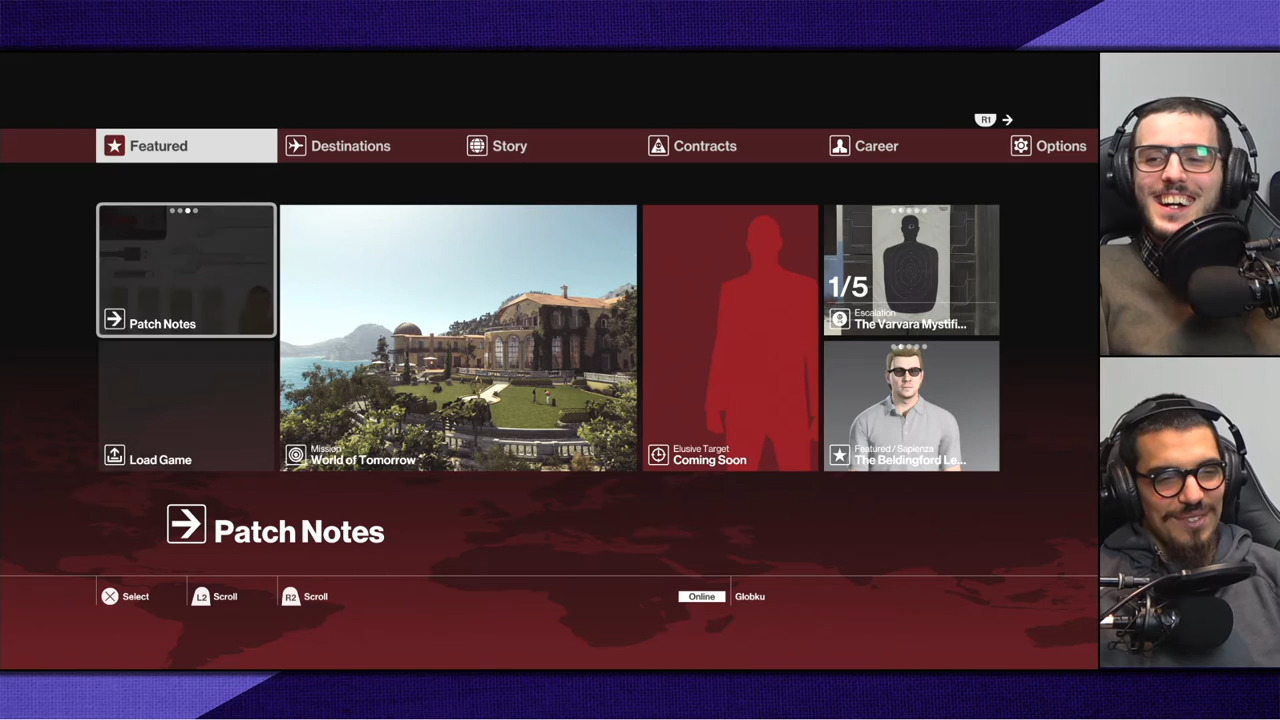 R1
Featured
Destinations
Story
Contracts
Career
Options
Patch Notes
Load Game
Mission
World of Tomorrow
Elusive Target
Coming Soon
1/5
Escalation
The Varvara Mystifi...
Featured / Sapienza
The Beldingford Le...
Patch Notes
Select
L2 Scroll
R2 Scroll
Online
Globku